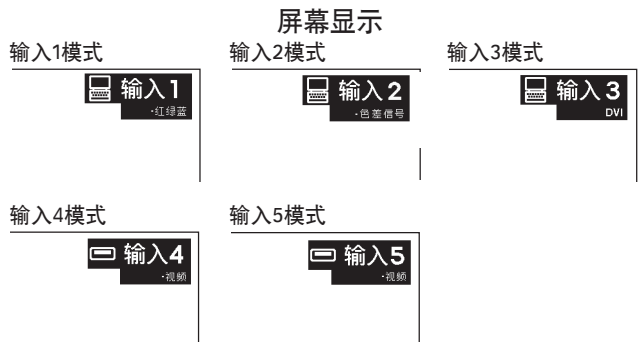 屏幕显示
输入1模式
输入2模式
输入3模式
输入1
·红绿蓝
输入2
·色差信号
输入3
DVI
输入4模式
输入5模式
输入4
·视频
输入5
·视频